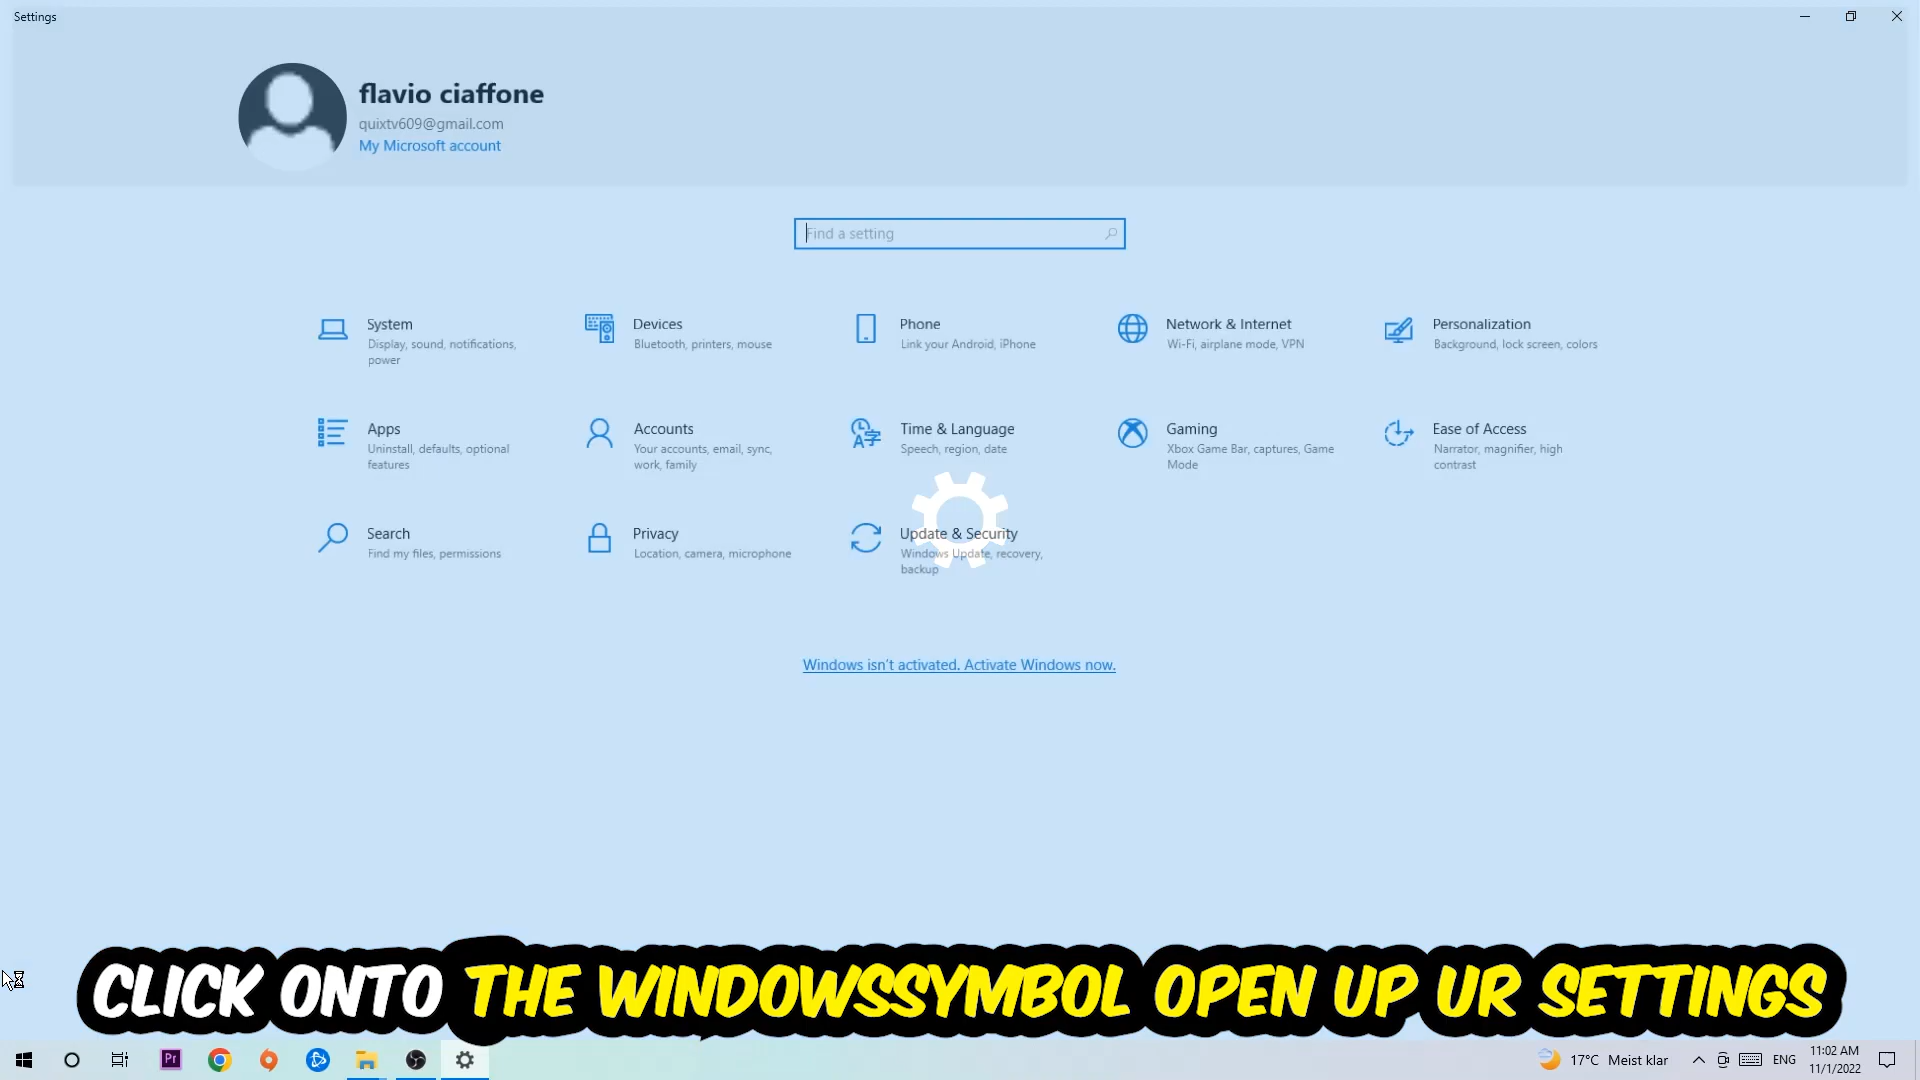 Settings
flavio ciaffone
quixtv609@gmail.com
My Microsoft account
Find a setting
System
Display, sound, notifications,
power
Devices
Bluetooth, printers, mouse
Phone
Link your Android, iPhone
Network & Internet
Wi-Fi, airplane mode, VPN
Personalization
Background, lock screen, colors
Apps
Uninstall, defaults, optional
features
Accounts
Your accounts, email, sync,
work, family
Time & Language
Speech, region, date
Gaming
Xbox Game Bar, captures, Game
Mode
Ease of Access
Narrator, magnifier, high
contrast
Search
Find my files, permissions
Privacy
Location, camera, microphone
Update & Security
Windows Update, recovery,
backup
Windows isn't activated. Activate Windows now.
CLICK ONTO THE WINDOWSSYMBOL OPEN UP UR SETTINGS
Pr
17°C Meist klar
ENG
11:02 AM
11/1/2022